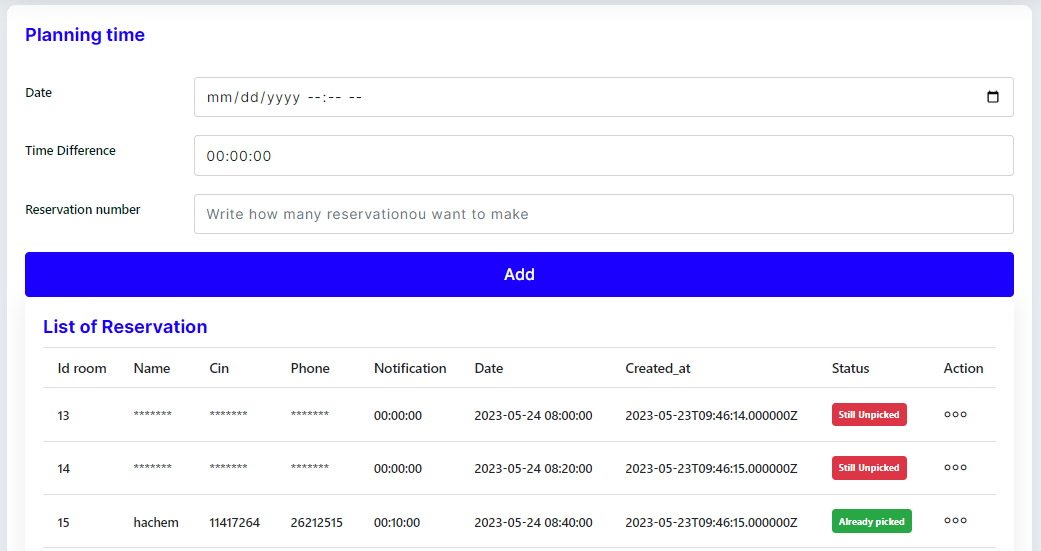 Planning time
Date mm/dd/yyyy --:-- --
Time Difference 00:00:00
Reservation number Write how many reservationou want to make
Add
List of Reservation
Id room Name Cin Phone Notification Date Created_at Status Action
13 ******* ******* ******* 00:00:00 2023-05-24 08:00:00 2023-05-23T09:46:14.000000Z Still Unpicked
14 ******* ******* ******* 00:00:00 2023-05-24 08:20:00 2023-05-23T09:46:15.000000Z Still Unpicked
15 hachem 11417264 26212515 00:10:00 2023-05-24 08:40:00 2023-05-23T09:46:15.000000Z Already picked